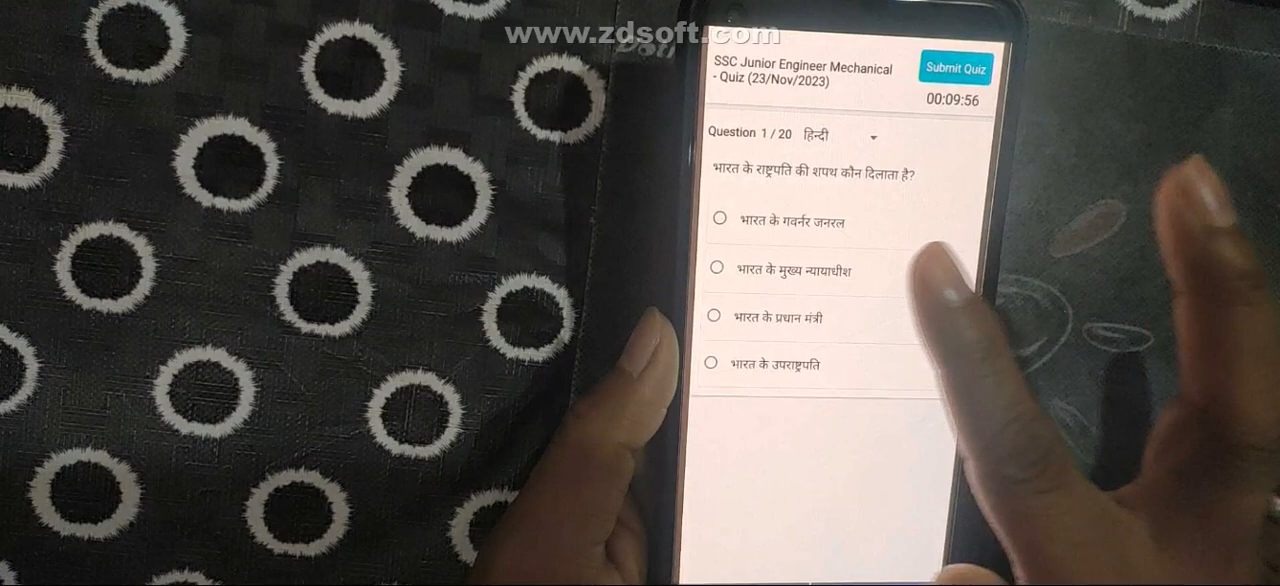 www.zdsoft.com
SSC Junior Engineer Mechanical
- Quiz (23/Nov/2023)
Submit Quiz
00:09:56
Question 1 / 20 हिन्दी
भारत के राष्ट्रपति की शपथ कौन दिलाता है?
भारत के गवर्नर जनरल
भारत के मुख्य न्यायाधीश
भारत के प्रधान मंत्री
भारत के उपराष्ट्रपति